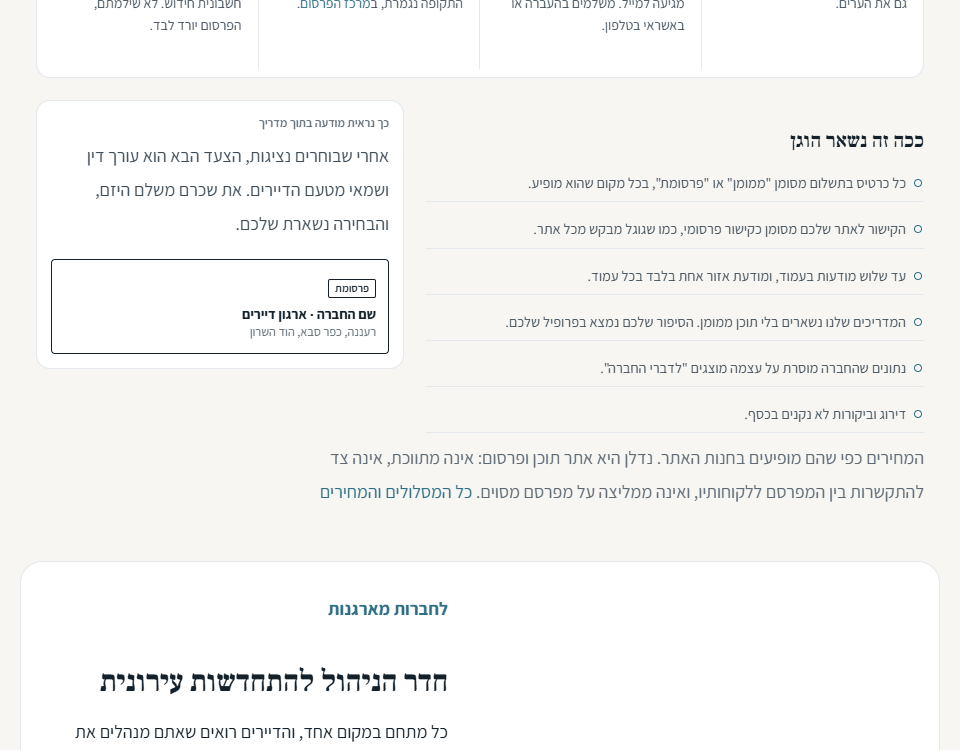 גם את הערים.
מגיעה למייל. משלמים בהעברה או
באשראי בטלפון.
התקופה נגמרת, במרכז הפרסום.
חשבונית חידוש. לא שילמתם,
הפרסום יורד לבד.
ככה זה נשאר הוגן
כל כרטיס בתשלום מסומן "ממומן" או "פרסומת", בכל מקום שהוא מופיע.
הקישור לאתר שלכם מסומן כקישור פרסומי, כמו שגוגל מבקש מכל אתר.
עד שלוש מודעות בעמוד, ומודעת אזור אחת בלבד בכל עמוד.
המדריכים שלנו נשארים בלי תוכן ממומן. הסיפור שלכם נמצא בפרופיל שלכם.
נתונים שהחברה מוסרת על עצמה מוצגים "לדברי החברה".
דירוג וביקורות לא נקנים בכסף.
כך נראית מודעה בתוך מדריך
אחרי שבוחרים נציגות, הצעד הבא הוא עורך דין
ושמאי מטעם הדיירים. את שכרם משלם היזם,
והבחירה נשארת שלכם.
פרסומת
שם החברה · ארגון דיירים
רעננה, כפר סבא, הוד השרון
המחירים כפי שהם מופיעים בחנות האתר. נדלן היא אתר תוכן ופרסום: אינה מתווכת, אינה צד
להתקשרות בין המפרסם ללקוחותיו, ואינה ממליצה על מפרסם מסוים. כל המסלולים והמחירים
לחברות מארגנות
חדר הניהול להתחדשות עירונית
כל מתחם במקום אחד, והדיירים רואים שאתם מנהלים את